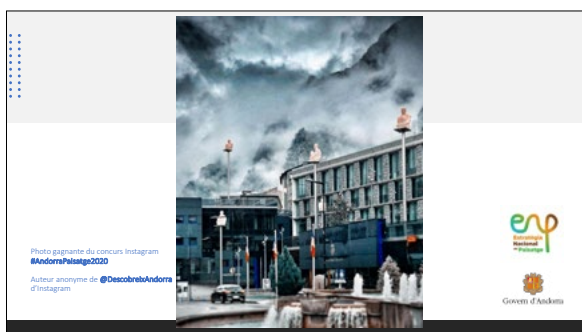 Photo gagnante du concurs Instagram
#AndorraPaisatge2020
Auteur anonyme de @DescobreixAndorra
d'Instagram
enp
Estratègia
Nacional
del Paisatge
Govern d'Andorra